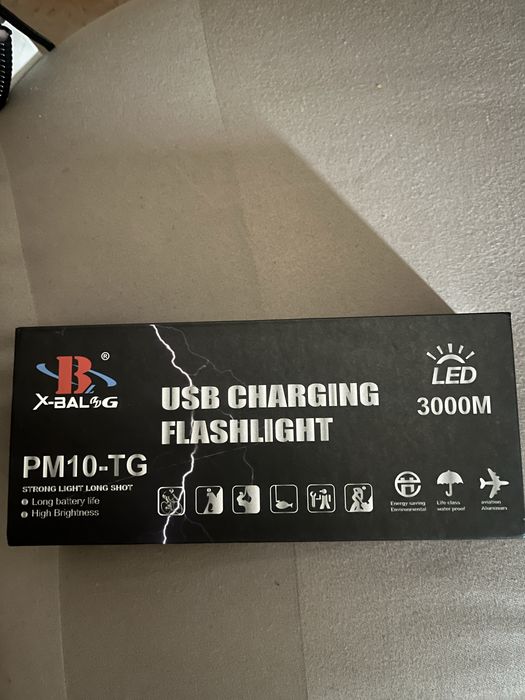 B ®
X-BALOG
USB CHARGING
FLASHLIGHT
LED
3000M
PM10-TG
STRONG LIGHT LONG SHOT
Long battery life
High Brightness
Energy saving
Environmental
Life class
water proof
aviation
Aluminum